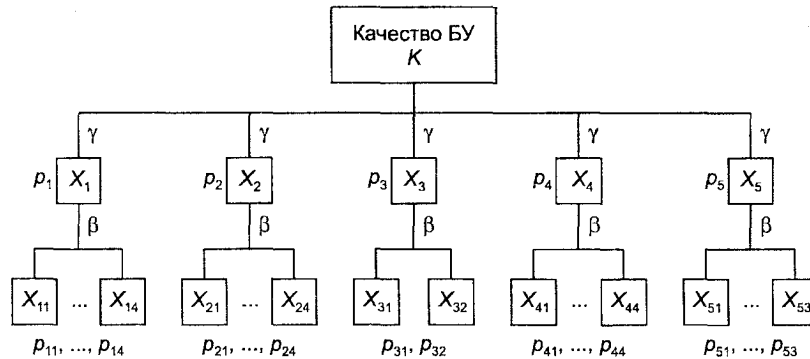 Качество БУ
K
γ γ γ γ γ
p₁ X₁ p₂ X₂ p₃ X₃ p₄ X₄ p₅ X₅
β β β β β
X₁₁ ... X₁₄ X₂₁ ... X₂₄ X₃₁ X₃₂ X₄₁ ... X₄₄ X₅₁ ... X₅₃
p₁₁, ..., p₁₄ p₂₁, ..., p₂₄ p₃₁, p₃₂ p₄₁, ..., p₄₄ p₅₁, ..., p₅₃